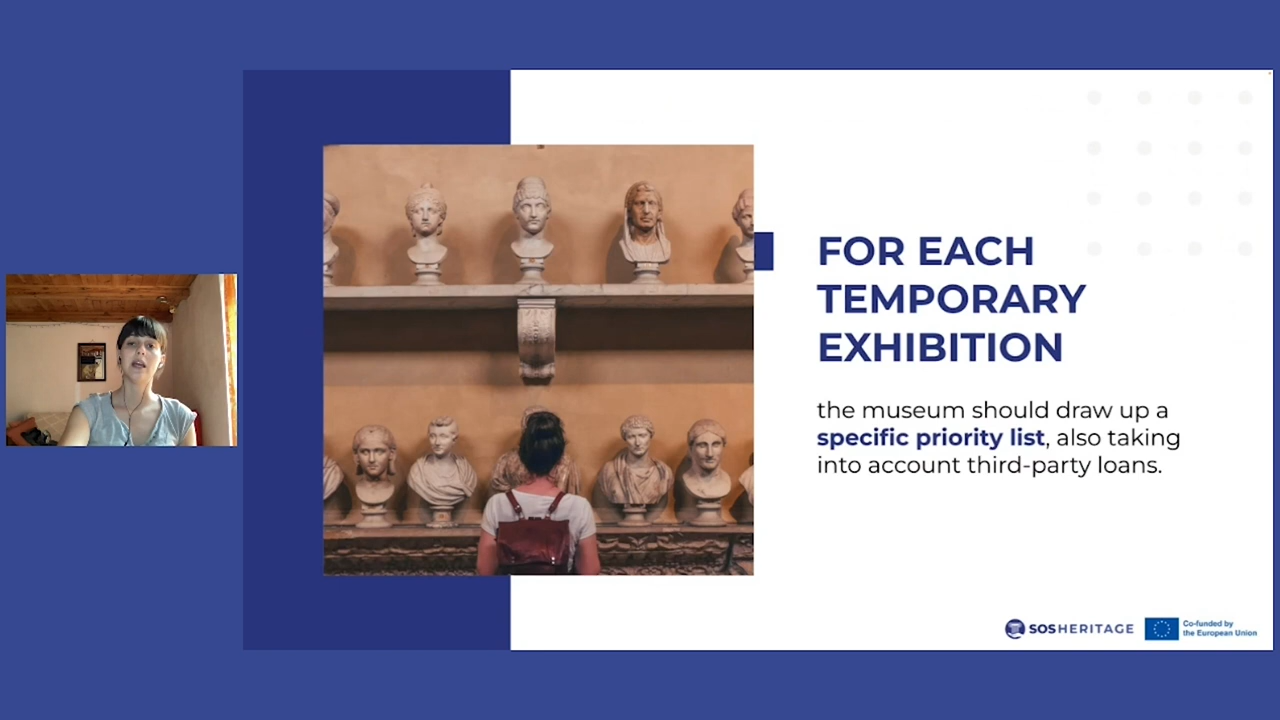 FOR EACH
TEMPORARY
EXHIBITION
the museum should draw up a
specific priority list, also taking
into account third-party loans.
SOSHERITAGE
Co-funded by
the European Union